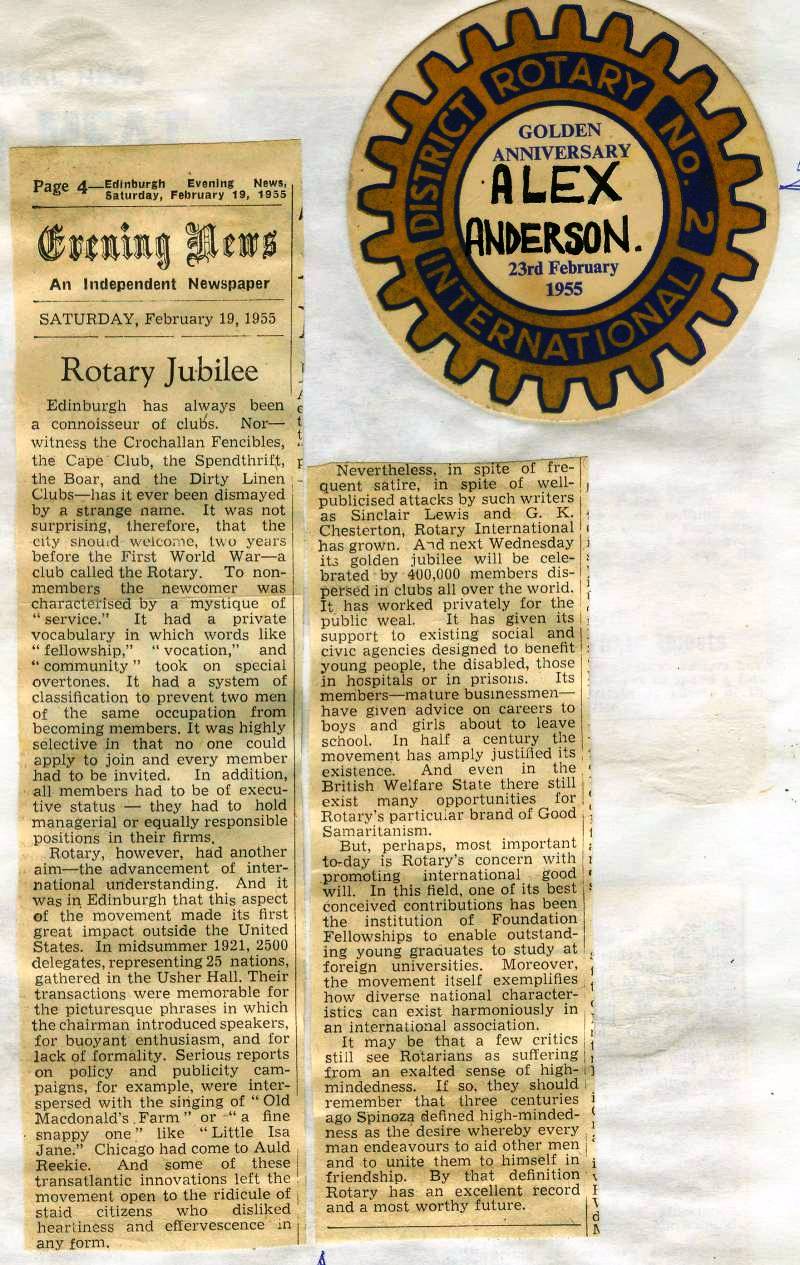 DISTRICT ROTARY No. 2
INTERNATIONAL
GOLDEN
ANNIVERSARY
ALEX
ANDERSON.
23rd February
1955
Page 4—Edinburgh Evening News,
Saturday, February 19, 1955
Evening News
An Independent Newspaper
SATURDAY, February 19, 1955
Rotary Jubilee
Edinburgh has always been
a connoisseur of clubs. Nor—
witness the Crochallan Fencibles,
the Cape Club, the Spendthrift,
the Boar, and the Dirty Linen
Clubs—has it ever been dismayed
by a strange name. It was not
surprising, therefore, that the
city should welcome, two years
before the First World War—a
club called the Rotary. To non-
members the newcomer was
characterised by a mystique of
"service." It had a private
vocabulary in which words like
"fellowship," "vocation," and
"community" took on special
overtones. It had a system of
classification to prevent two men
of the same occupation from
becoming members. It was highly
selective in that no one could
apply to join and every member
had to be invited. In addition,
all members had to be of execu-
tive status — they had to hold
managerial or equally responsible
positions in their firms.
Rotary, however, had another
aim—the advancement of inter-
national understanding. And it
was in Edinburgh that this aspect
of the movement made its first
great impact outside the United
States. In midsummer 1921, 2500
delegates, representing 25 nations,
gathered in the Usher Hall. Their
transactions were memorable for
the picturesque phrases in which
the chairman introduced speakers,
for buoyant enthusiasm, and for
lack of formality. Serious reports
on policy and publicity cam-
paigns, for example, were inter-
spersed with the singing of "Old
Macdonald's Farm" or "a fine
snappy one" like "Little Isa
Jane." Chicago had come to Auld
Reekie. And some of these
transatlantic innovations left the
movement open to the ridicule of
staid citizens who disliked
heartiness and effervescence in
any form.
Nevertheless, in spite of fre-
quent satire, in spite of well-
publicised attacks by such writers
as Sinclair Lewis and G. K.
Chesterton, Rotary International
has grown. And next Wednesday
its golden jubilee will be cele-
brated by 400,000 members dis-
persed in clubs all over the world.
It has worked privately for the
public weal. It has given its
support to existing social and
civic agencies designed to benefit
young people, the disabled, those
in hospitals or in prisons. Its
members—mature businessmen—
have given advice on careers to
boys and girls about to leave
school. In half a century the
movement has amply justified its
existence. And even in the
British Welfare State there still
exist many opportunities for
Rotary's particular brand of Good
Samaritanism.
But, perhaps, most important
to-day is Rotary's concern with
promoting international good
will. In this field, one of its best
conceived contributions has been
the institution of Foundation
Fellowships to enable outstand-
ing young graduates to study at
foreign universities. Moreover,
the movement itself exemplifies
how diverse national character-
istics can exist harmoniously in
an international association.
It may be that a few critics
still see Rotarians as suffering
from an exalted sense of high-
mindedness. If so, they should
remember that three centuries
ago Spinoza defined high-minded-
ness as the desire whereby every
man endeavours to aid other men
and to unite them to himself in
friendship. By that definition
Rotary has an excellent record
and a most worthy future.